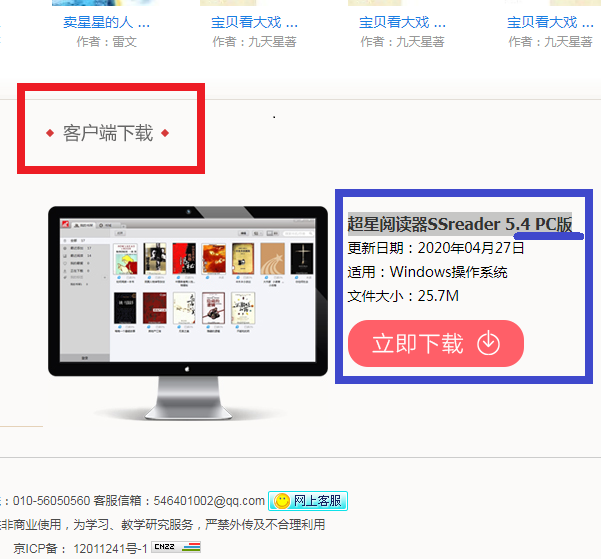 卖星星的人 ...
宝贝看大戏 ...
宝贝看大戏 ...
宝贝看大戏 ...
作者：雷文
作者：九天星著
作者：九天星著
作者：九天星著
客户端下载
超星阅读器SSreader 5.4 PC版
更新日期：2020年04月27日
适用：Windows操作系统
文件大小：25.7M
立即下载
：010-56050560 客服信箱：546401002@qq.com 网上客服
非商业使用，为学习、教学研究服务，严禁外传及不合理利用
京ICP备： 12011241号-1 CNZZ